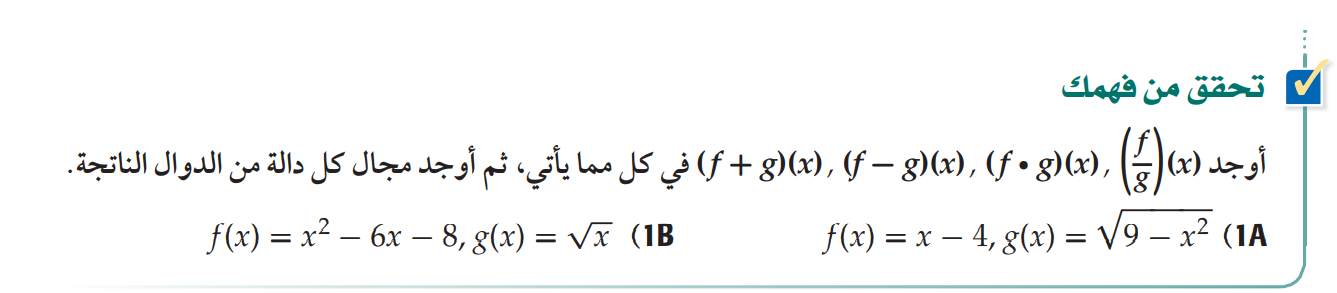 تحقق من فهمك
أوجد (f + g)(x), (f − g)(x), (f • g)(x), (f/g)(x) في كل مما يأتي، ثم أوجد مجال كل دالة من الدوال الناتجة.
(1A f(x) = x − 4, g(x) = √(9 − x²)
(1B f(x) = x² − 6x − 8, g(x) = √x